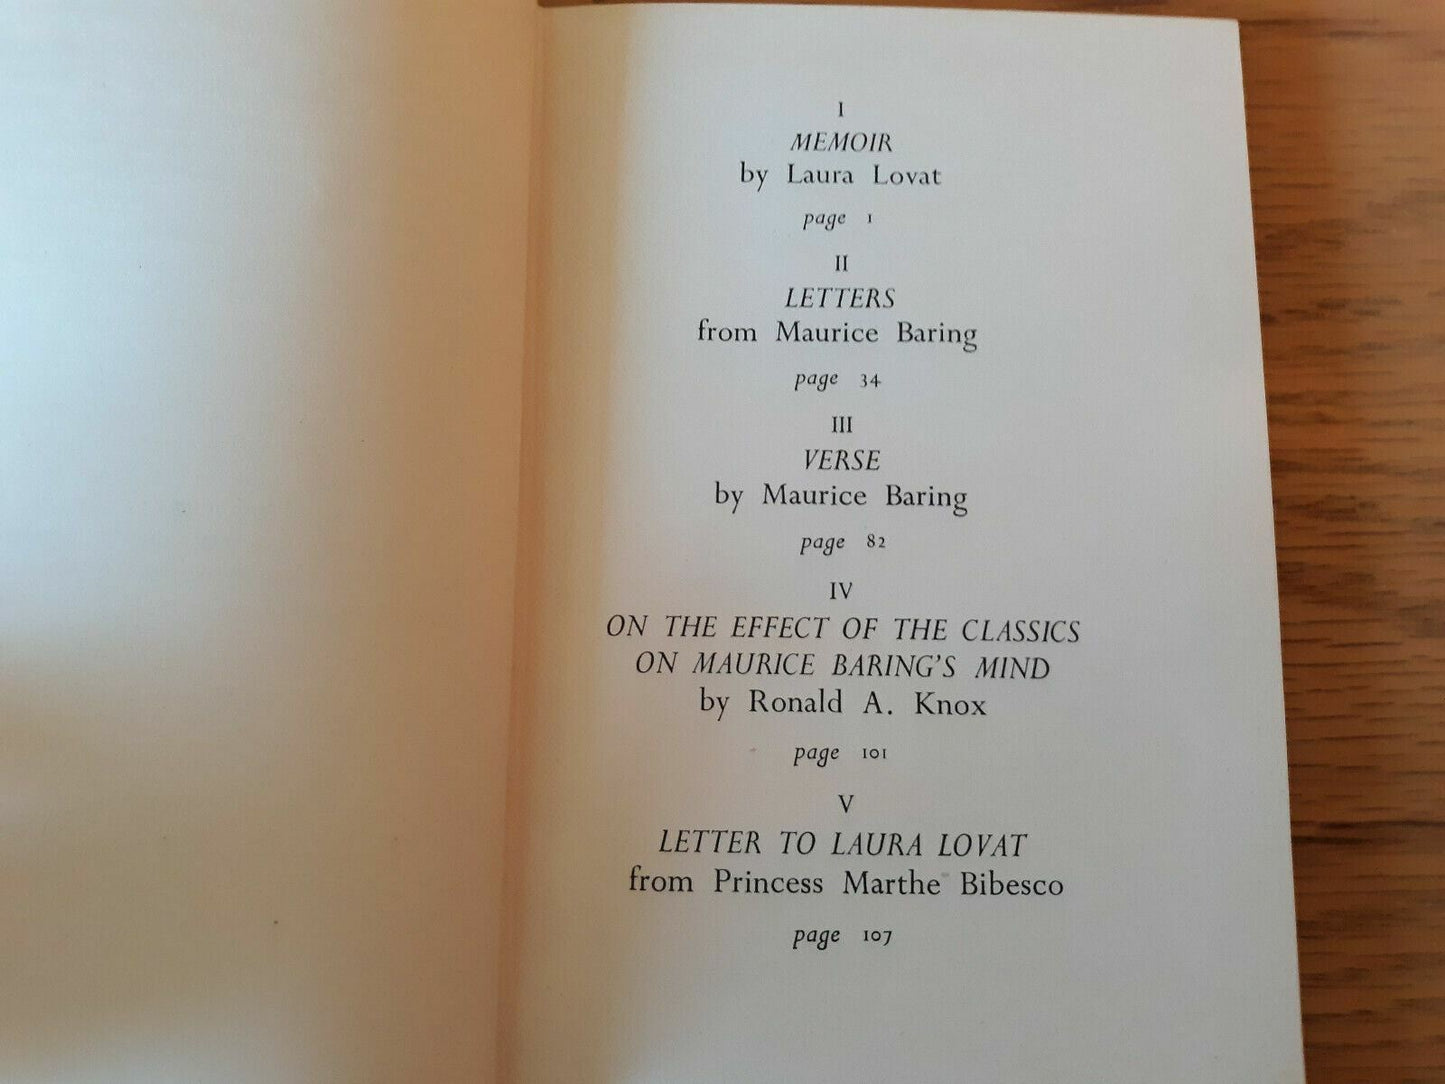 I
MEMOIR
by Laura Lovat
page 1
II
LETTERS
from Maurice Baring
page 34
III
VERSE
by Maurice Baring
page 82
IV
ON THE EFFECT OF THE CLASSICS
ON MAURICE BARING'S MIND
by Ronald A. Knox
page 101
V
LETTER TO LAURA LOVAT
from Princess Marthe Bibesco
page 107